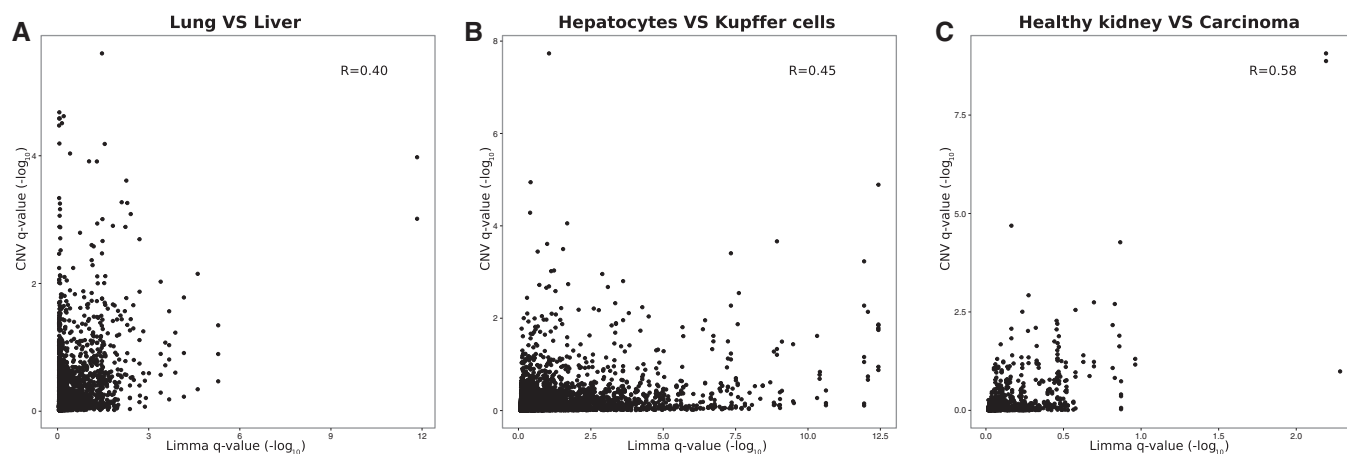 A
Lung VS Liver
R=0.40
CNV q-value (-log10)
4
2
0
0 3 6 9 12
Limma q-value (-log10)
B
Hepatocytes VS Kupffer cells
R=0.45
CNV q-value (-log10)
8
6
4
2
0
0.0 2.5 5.0 7.5 10.0 12.5
Limma q-value (-log10)
C
Healthy kidney VS Carcinoma
R=0.58
CNV q-value (-log10)
7.5
5.0
2.5
0.0
0.0 0.5 1.0 1.5 2.0
Limma q-value (-log10)